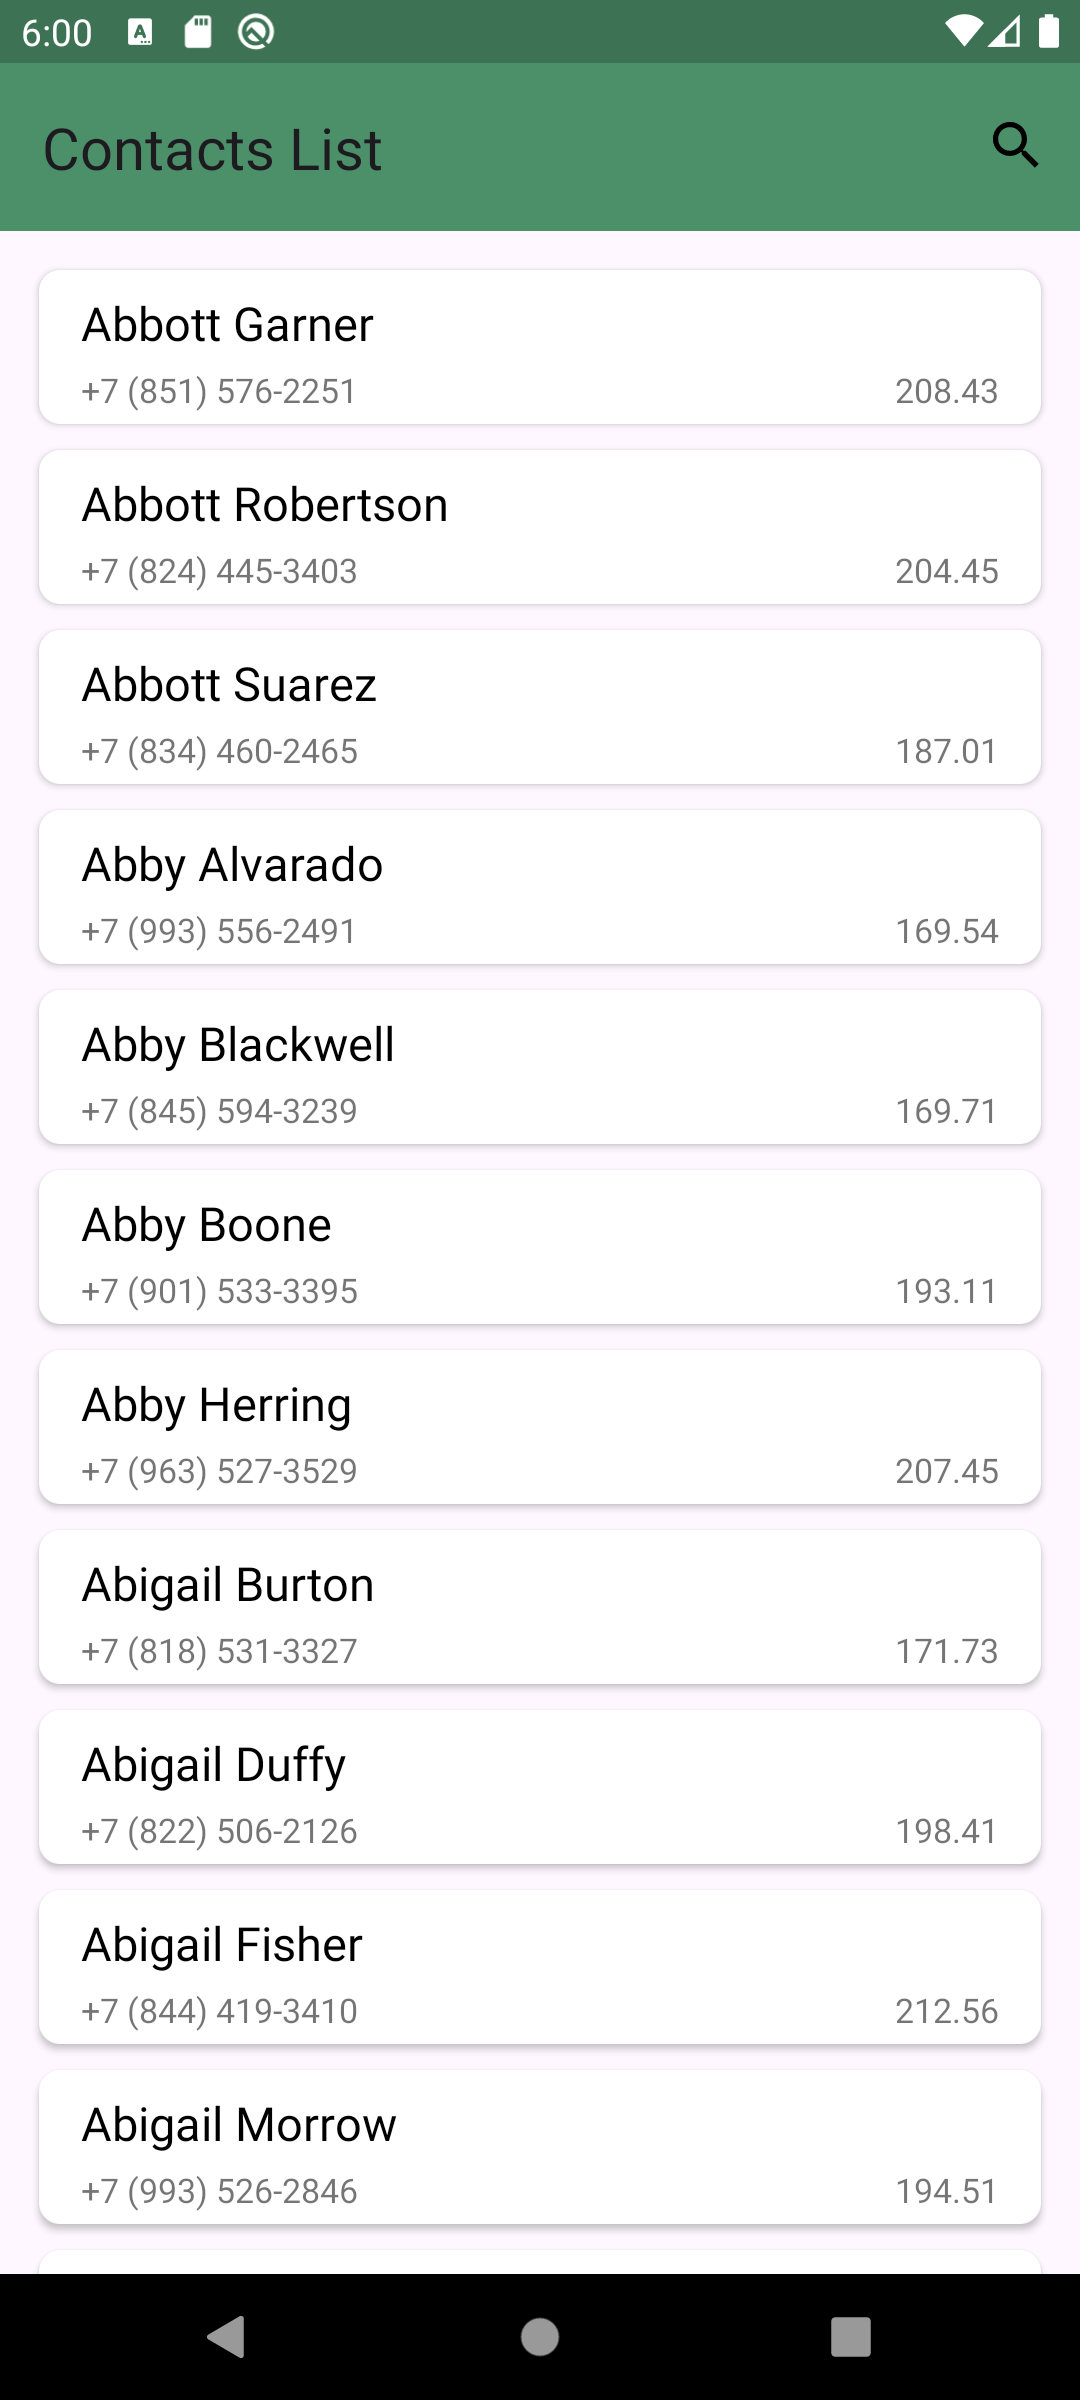 6:00
Contacts List
Abbott Garner
+7 (851) 576-2251 208.43
Abbott Robertson
+7 (824) 445-3403 204.45
Abbott Suarez
+7 (834) 460-2465 187.01
Abby Alvarado
+7 (993) 556-2491 169.54
Abby Blackwell
+7 (845) 594-3239 169.71
Abby Boone
+7 (901) 533-3395 193.11
Abby Herring
+7 (963) 527-3529 207.45
Abigail Burton
+7 (818) 531-3327 171.73
Abigail Duffy
+7 (822) 506-2126 198.41
Abigail Fisher
+7 (844) 419-3410 212.56
Abigail Morrow
+7 (993) 526-2846 194.51